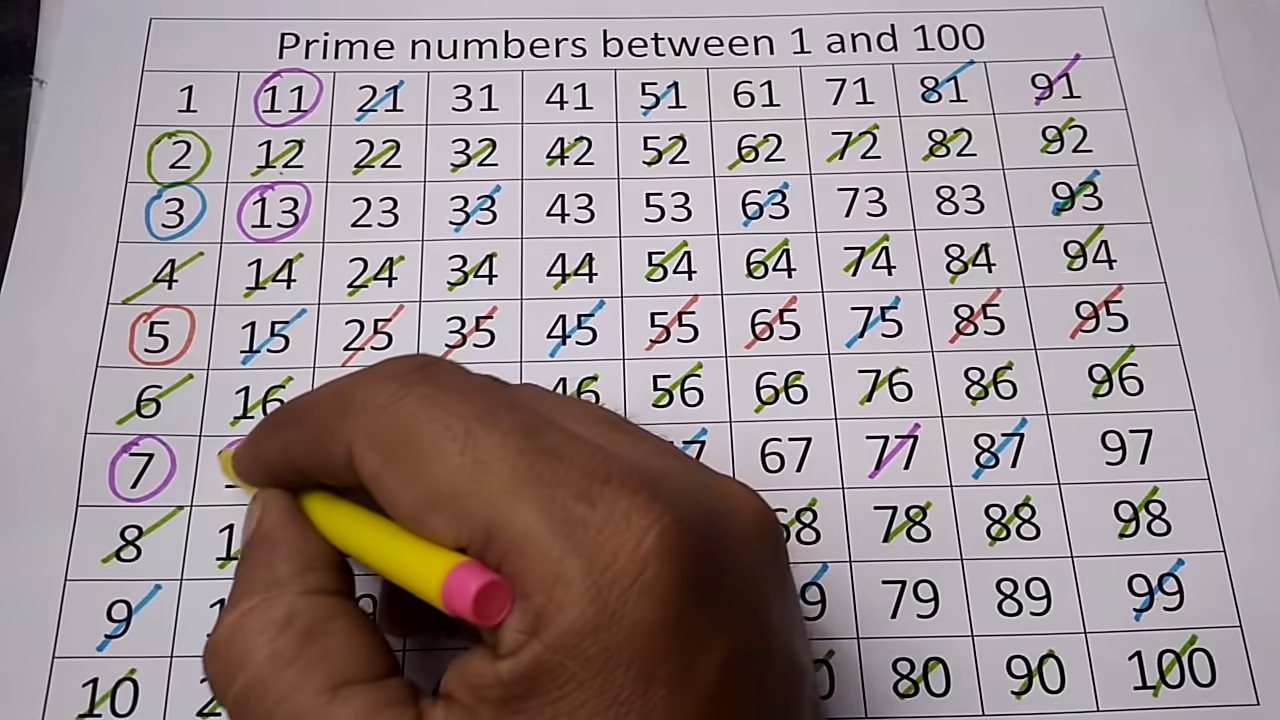 Prime numbers between 1 and 100
1 11 21 31 41 51 61 71 81 91
2 12 22 32 42 52 62 72 82 92
3 13 23 33 43 53 63 73 83 93
4 14 24 34 44 54 64 74 84 94
5 15 25 35 45 55 65 75 85 95
6 16 46 56 66 76 86 96
7 67 77 87 97
8 78 88 98
9 79 89 99
10 80 90 100